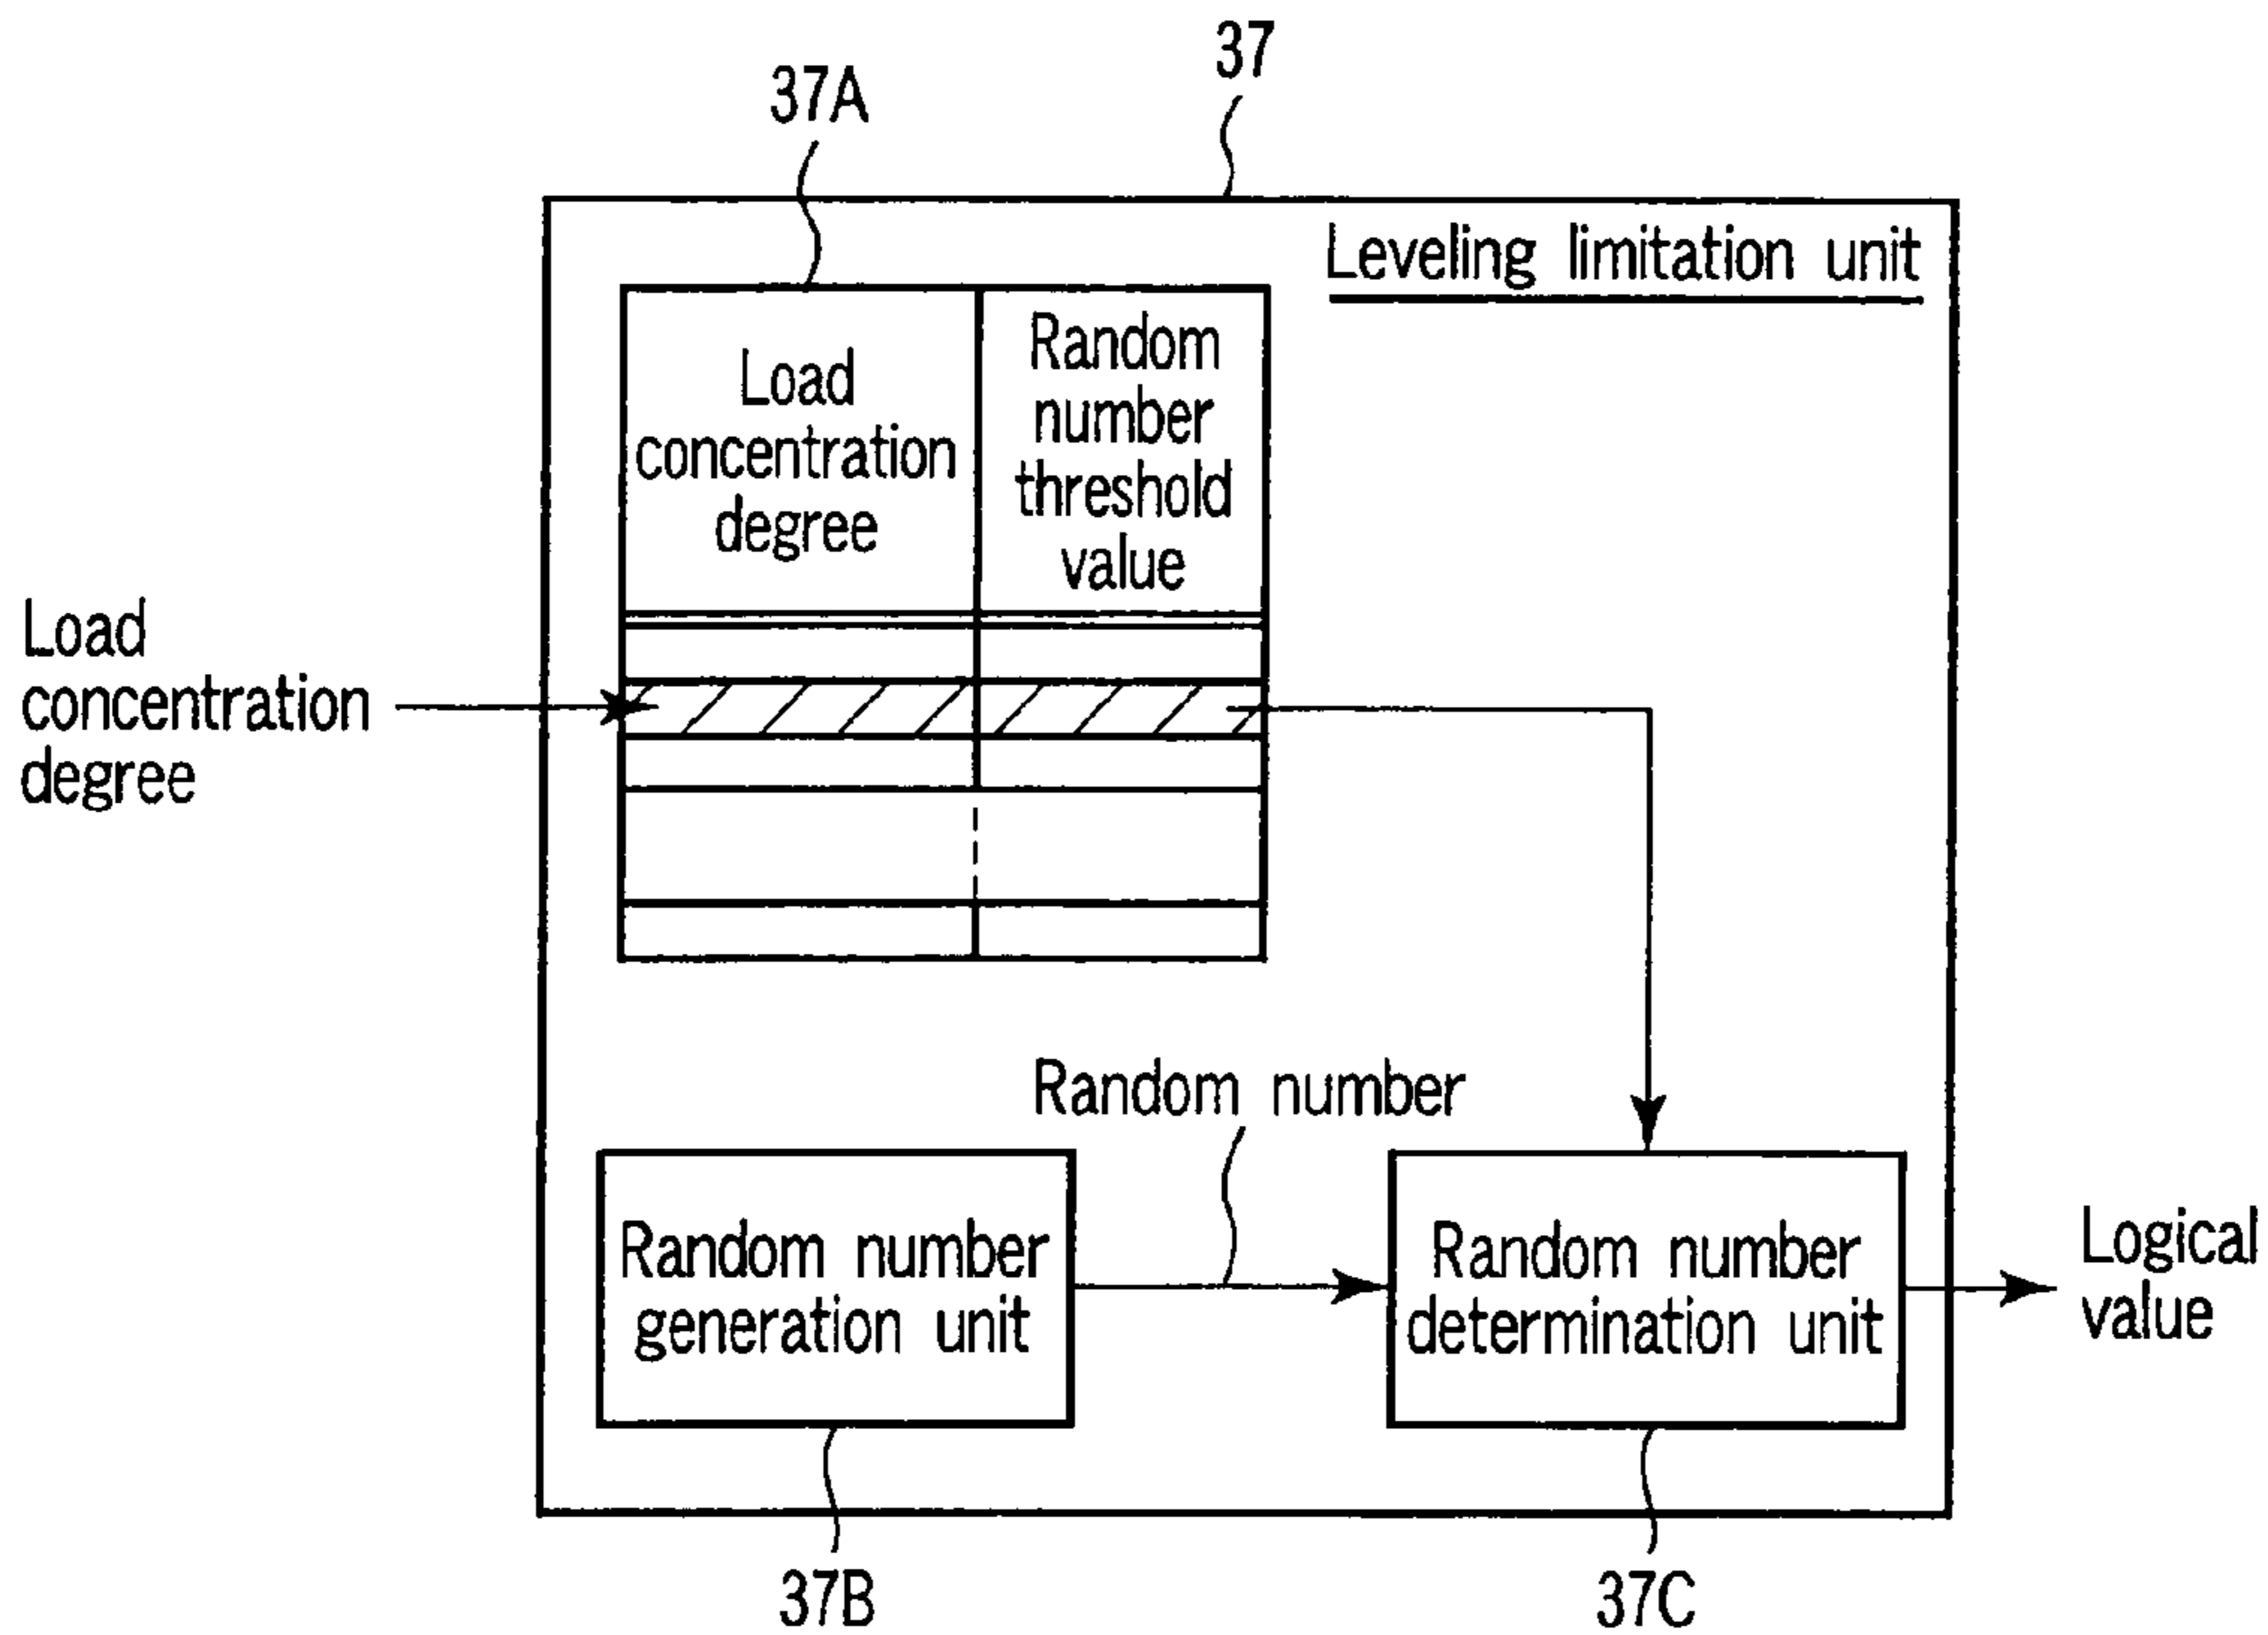 37
37A
Leveling limitation unit
Load
concentration
degree
Random
number
threshold
value
Load
concentration
degree
Random number
Random number
generation unit
Random number
determination unit
Logical
value
37B
37C